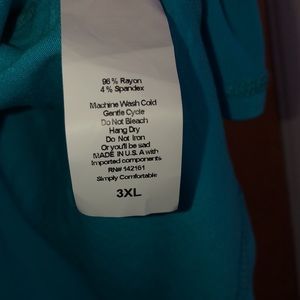 96 % Rayon
4 % Spandex
Machine Wash Cold
Gentle Cycle
Do Not Bleach
Hang Dry
Do Not Iron
Or you'll be sad
MADE IN U.S. A with
Imported components
RN# 142161
Simply Comfortable
3XL